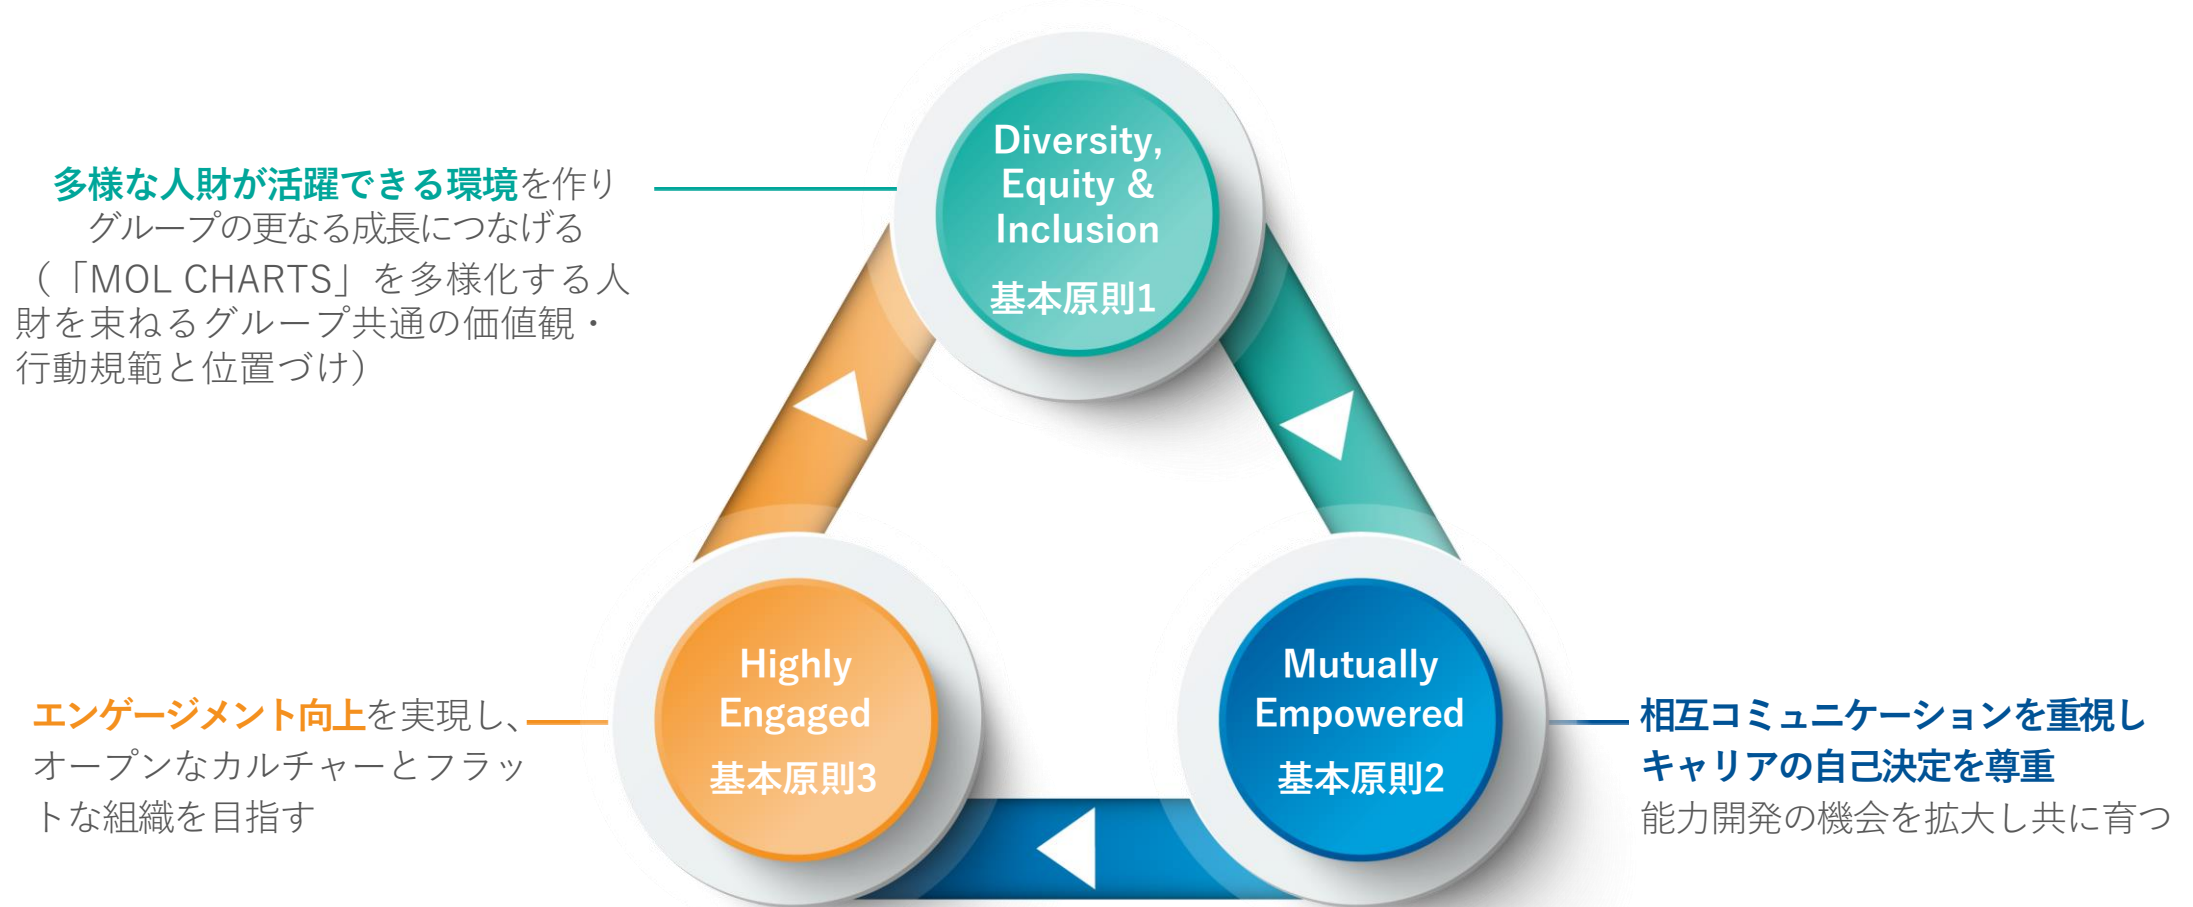 Diversity,
Equity &
Inclusion
基本原則1
多様な人財が活躍できる環境を作り
グループの更なる成長につなげる
（「MOL CHARTS」を多様化する人
財を束ねるグループ共通の価値観・
行動規範と位置づけ）
Highly
Engaged
基本原則3
エンゲージメント向上を実現し、
オープンなカルチャーとフラッ
トな組織を目指す
Mutually
Empowered
基本原則2
相互コミュニケーションを重視し
キャリアの自己決定を尊重
能力開発の機会を拡大し共に育つ